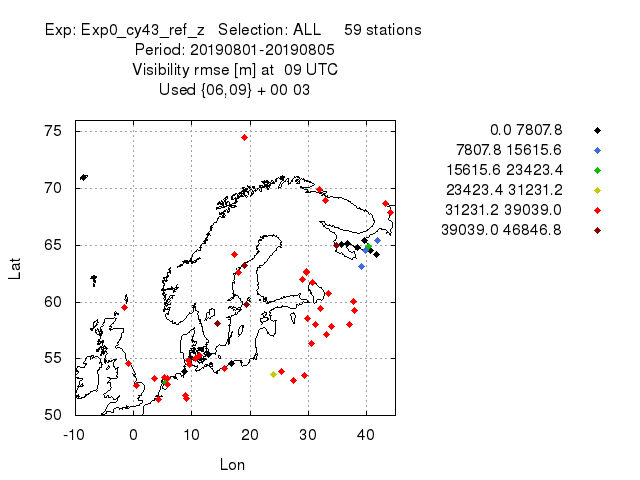 Exp: Exp0_cy43_ref_z   Selection: ALL     59 stations
Period: 20190801-20190805
Visibility rmse [m] at  09 UTC
Used {06,09} + 00 03
0.0 7807.8
7807.8 15615.6
15615.6 23423.4
23423.4 31231.2
31231.2 39039.0
39039.0 46846.8
75
70
65
60
55
50
Lat
-10 0 10 20 30 40
Lon